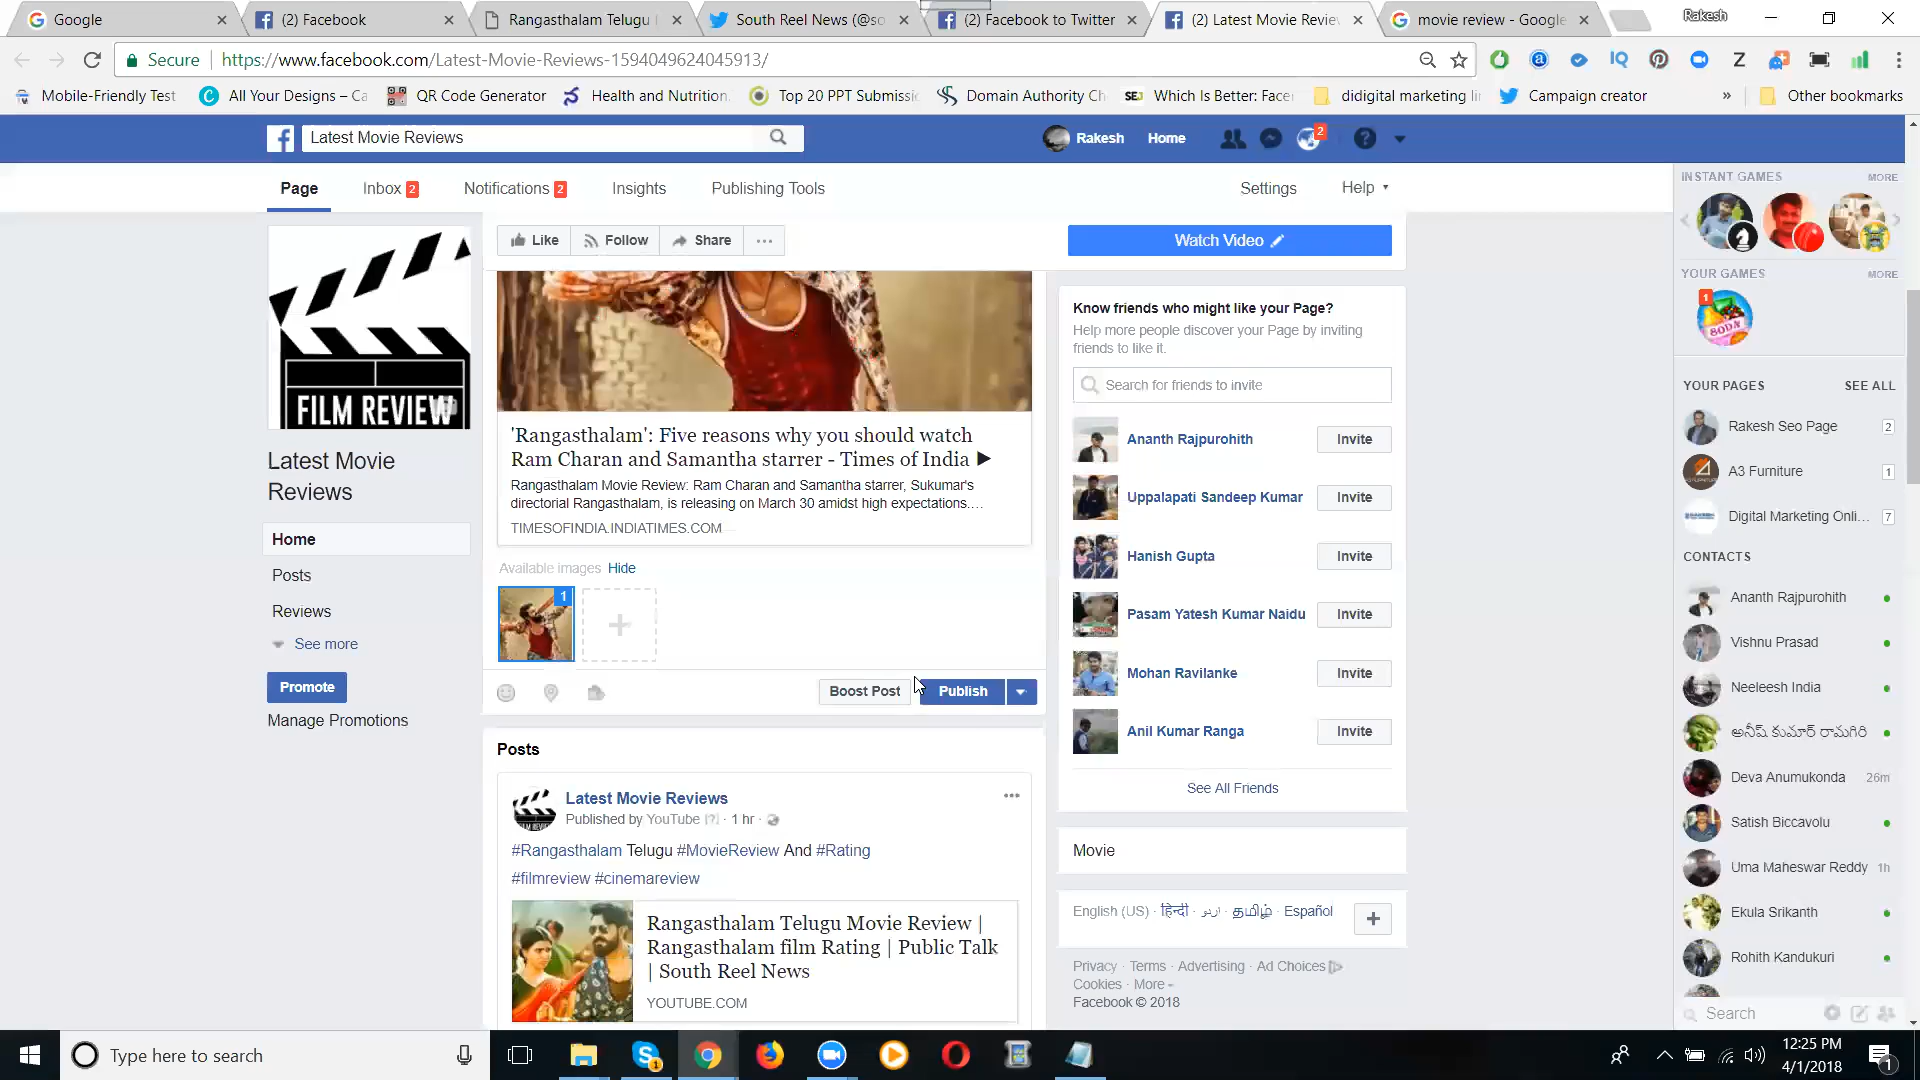 Google
(2) Facebook
Rangasthalam Telugu
South Reel News (@so
(2) Facebook to Twitter
(2) Latest Movie Review
movie review - Google
Rakesh
Secure
https://www.facebook.com/Latest-Movie-Reviews-1594049624045913/
IQ
Z
Mobile-Friendly Test
All Your Designs – Ca
QR Code Generator
Health and Nutrition
Top 20 PPT Submissio
Domain Authority Ch
SEJ
Which Is Better: Face
didigital marketing lin
Campaign creator
»
Other bookmarks
Latest Movie Reviews
Rakesh
Home
2
Page
Inbox 2
Notifications 2
Insights
Publishing Tools
Settings
Help
Like
Follow
Share
Watch Video
FILM REVIEW
Latest Movie
Reviews
Home
Posts
Reviews
See more
Promote
Manage Promotions
'Rangasthalam': Five reasons why you should watch
Ram Charan and Samantha starrer - Times of India ►
Rangasthalam Movie Review: Ram Charan and Samantha starrer, Sukumar's
directorial Rangasthalam, is releasing on March 30 amidst high expectations....
TIMESOFINDIA.INDIATIMES.COM
Available images Hide
1
Boost Post
Publish
Posts
Latest Movie Reviews
Published by YouTube [?] · 1 hr ·
#Rangasthalam Telugu #MovieReview And #Rating
#filmreview #cinemareview
Rangasthalam Telugu Movie Review |
Rangasthalam film Rating | Public Talk
| South Reel News
YOUTUBE.COM
Know friends who might like your Page?
Help more people discover your Page by inviting
friends to like it.
Search for friends to invite
Ananth Rajpurohith
Invite
Uppalapati Sandeep Kumar
Invite
Hanish Gupta
Invite
Pasam Yatesh Kumar Naidu
Invite
Mohan Ravilanke
Invite
Anil Kumar Ranga
Invite
See All Friends
Movie
English (US) · हिन्दी · اردو · தமிழ் · Español
Privacy · Terms · Advertising · Ad Choices
Cookies · More
Facebook © 2018
INSTANT GAMES
MORE
YOUR GAMES
MORE
1
SODA
YOUR PAGES
SEE ALL
Rakesh Seo Page
2
A3 Furniture
1
Digital Marketing Onli...
7
CONTACTS
Ananth Rajpurohith
Vishnu Prasad
Neeleesh India
అనీష్ కుమార్ రామగిరి
Deva Anumukonda
26m
Satish Biccavolu
Uma Maheswar Reddy
1h
Ekula Srikanth
Rohith Kandukuri
Search
Type here to search
1
12:25 PM
4/1/2018
1